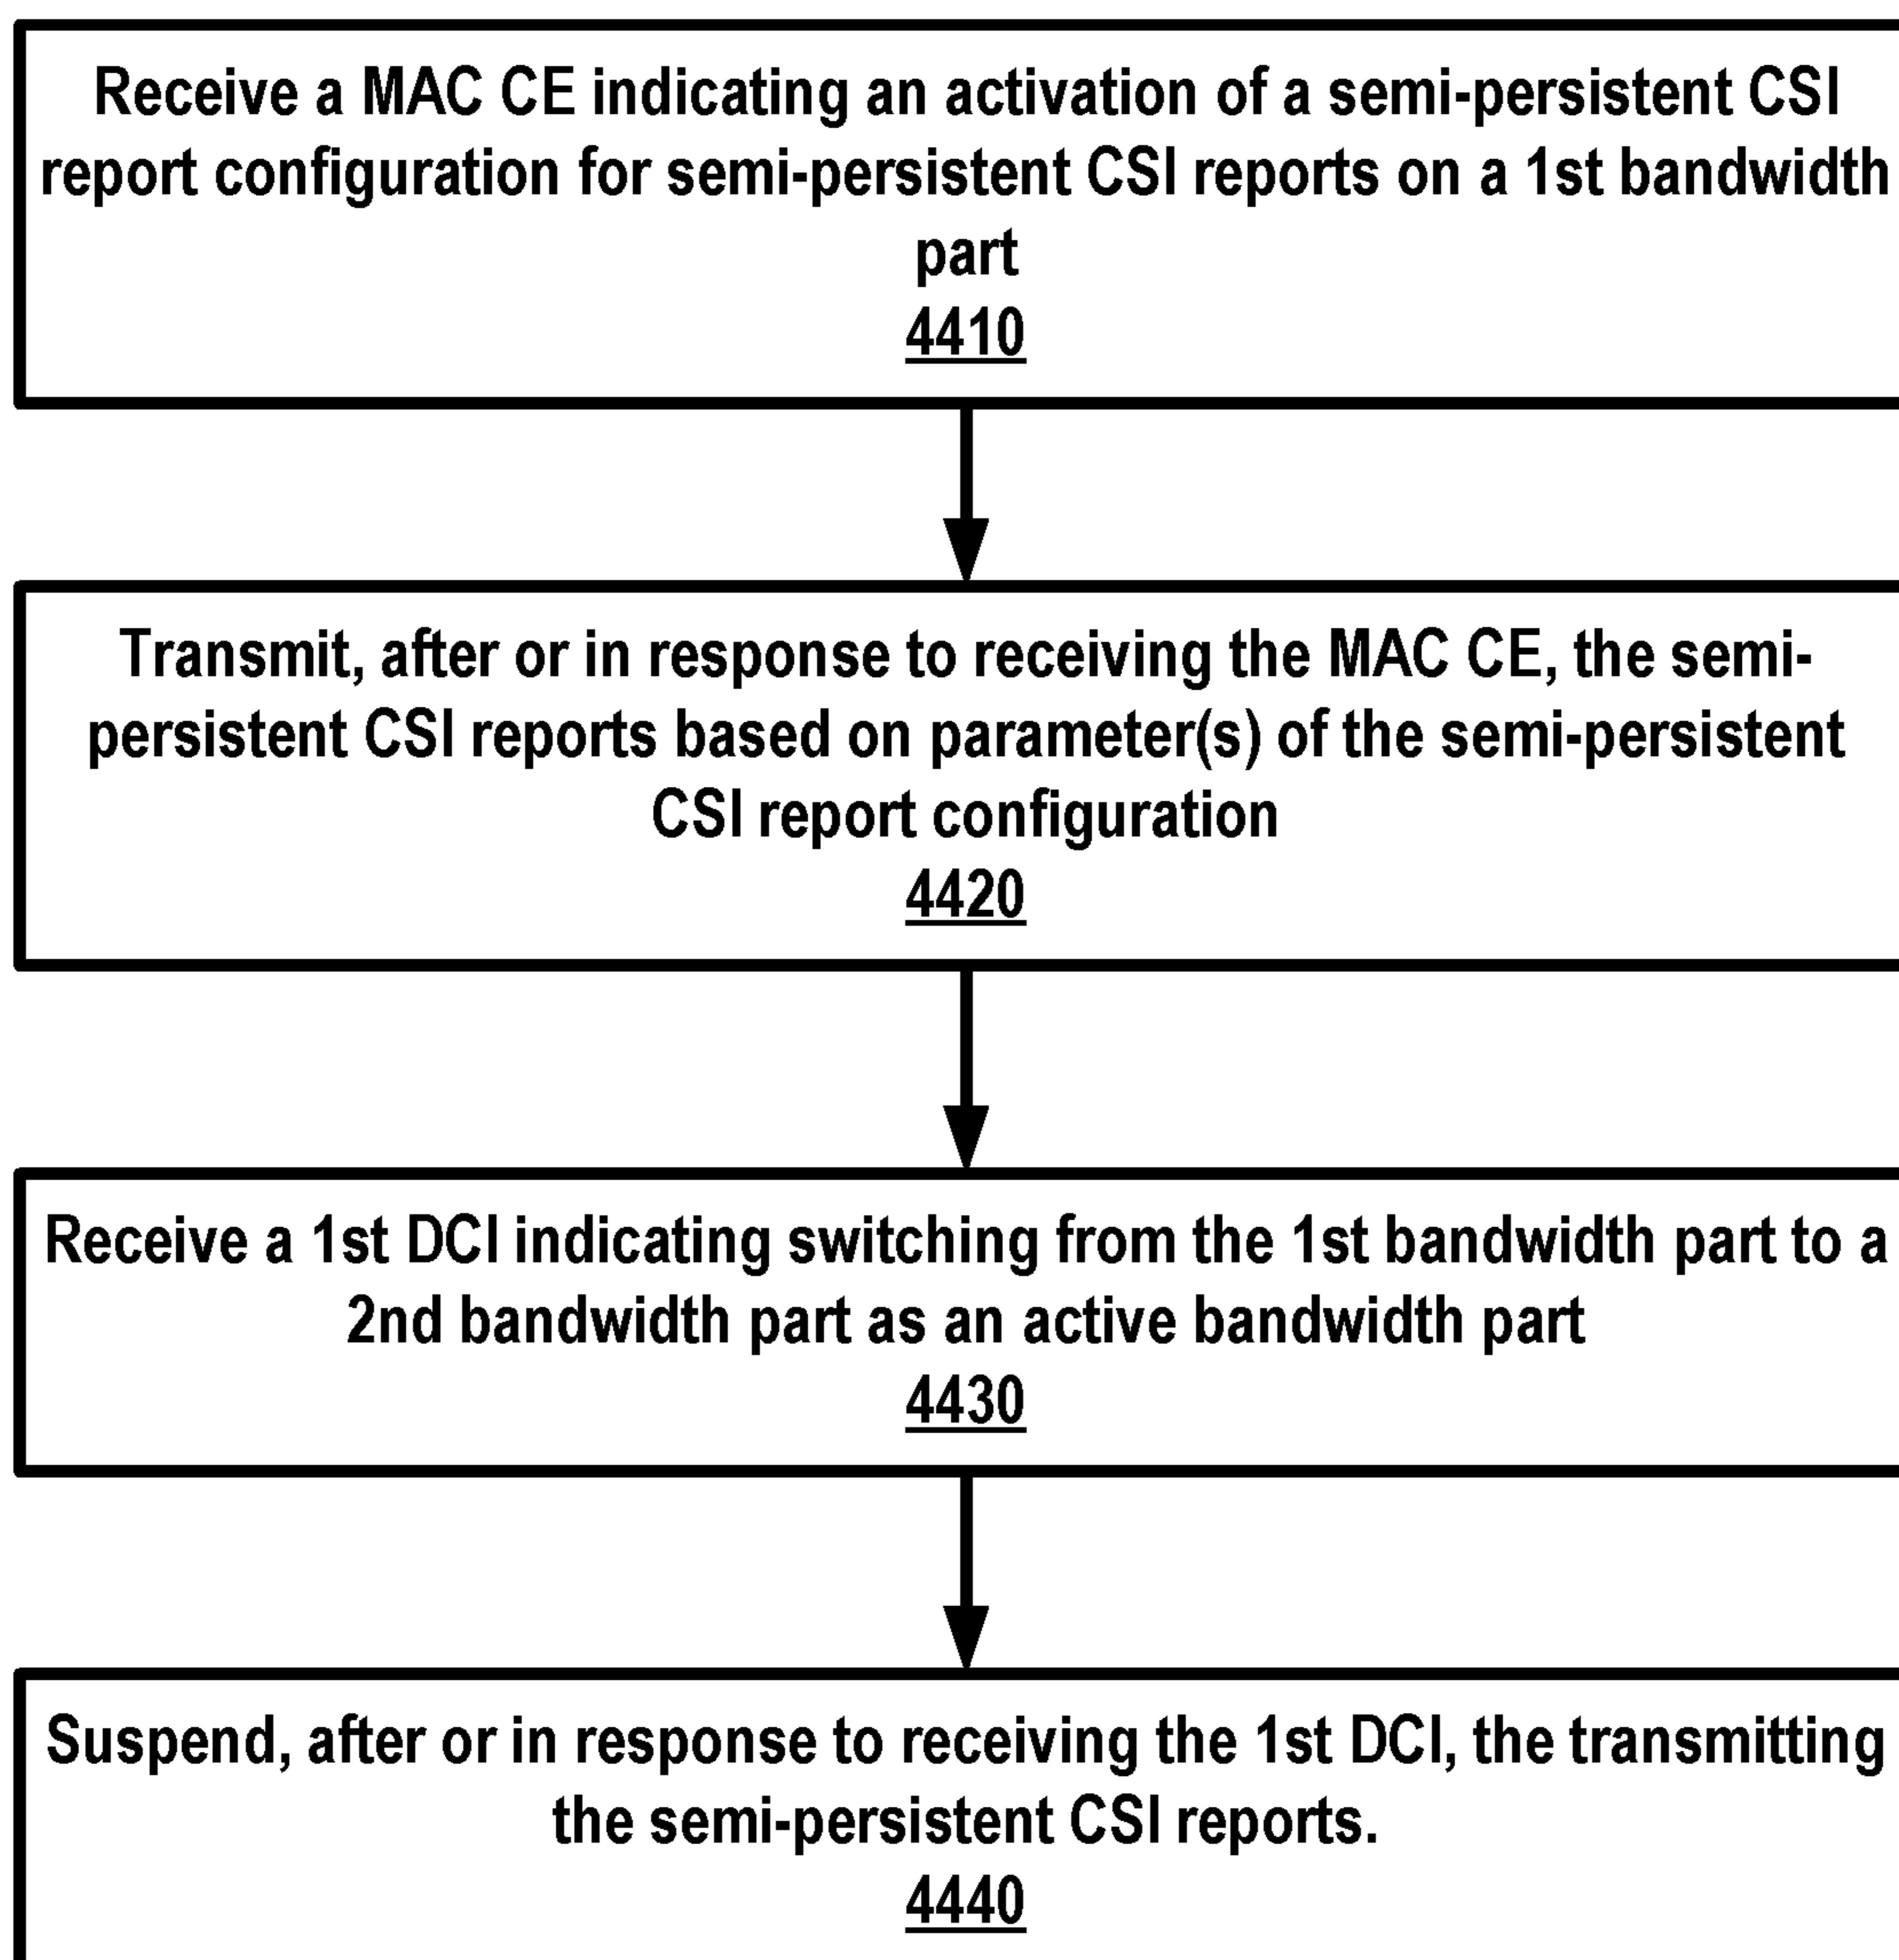 Receive a MAC CE indicating an activation of a semi-persistent CSI
report configuration for semi-persistent CSI reports on a 1st bandwidth
part
4410
Transmit, after or in response to receiving the MAC CE, the semi-
persistent CSI reports based on parameter(s) of the semi-persistent
CSI report configuration
4420
Receive a 1st DCI indicating switching from the 1st bandwidth part to a
2nd bandwidth part as an active bandwidth part
4430
Suspend, after or in response to receiving the 1st DCI, the transmitting
the semi-persistent CSI reports.
4440